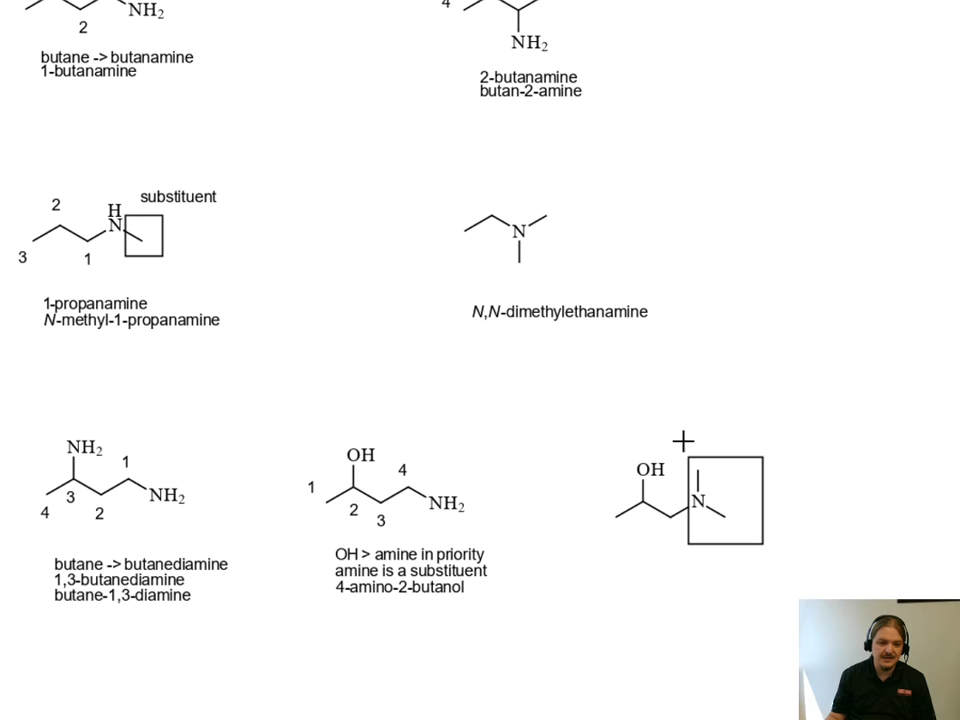 NH₂
2
butane -> butanamine
1-butanamine
4
NH₂
2-butanamine
butan-2-amine
substituent
2
H
N
3
1
1-propanamine
N-methyl-1-propanamine
N
N,N-dimethylethanamine
NH₂
1
3
NH₂
4
2
butane -> butanediamine
1,3-butanediamine
butane-1,3-diamine
OH
4
1
2
NH₂
3
OH > amine in priority
amine is a substituent
4-amino-2-butanol
OH
N